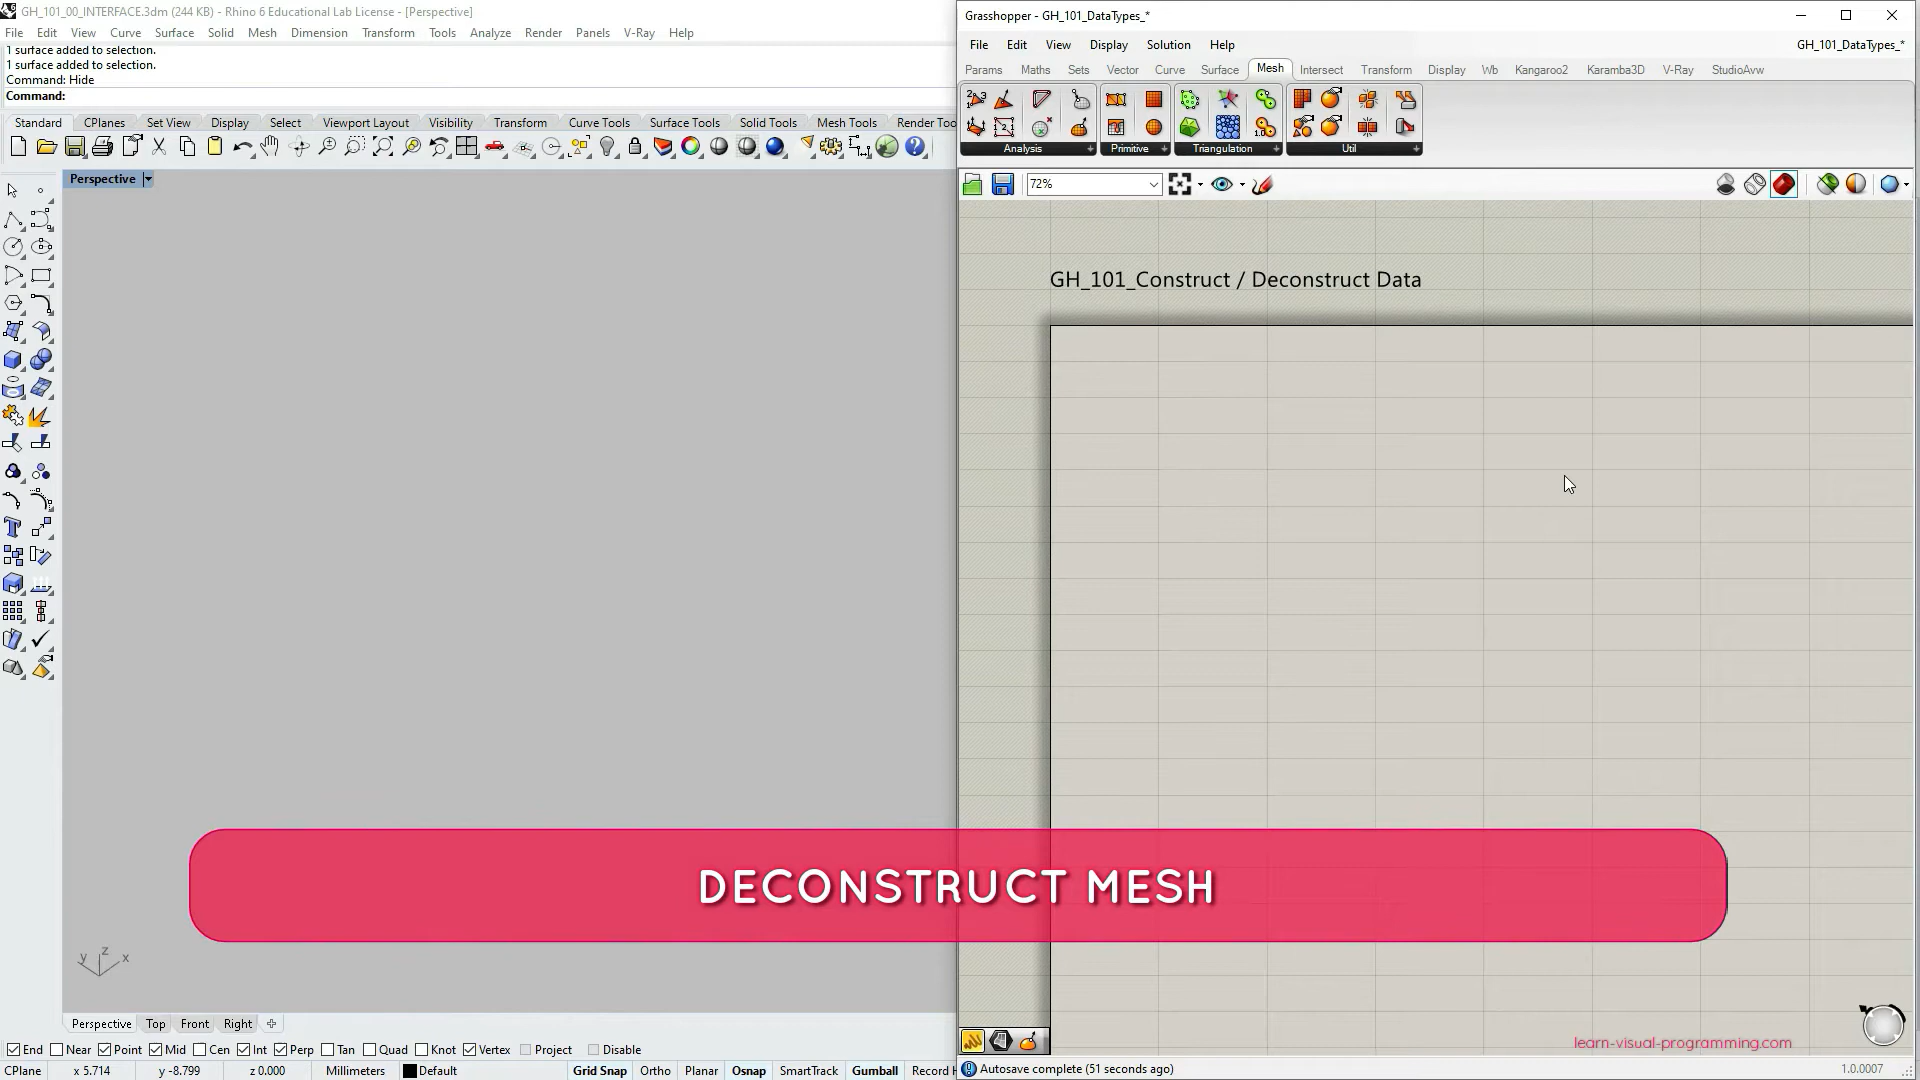 GH_101_00_INTERFACE.3dm (244 KB) - Rhino 6 Educational Lab License - [Perspective]
File Edit View Curve Surface Solid Mesh Dimension Transform Tools Analyze Render Panels V-Ray Help
1 surface added to selection.
1 surface added to selection.
Command: Hide
Command:
Standard CPlanes Set View Display Select Viewport Layout Visibility Transform Curve Tools Surface Tools Solid Tools Mesh Tools Render Too
Perspective
z
y x
Perspective Top Front Right
End Near Point Mid Cen Int Perp Tan Quad Knot Vertex Project Disable
CPlane x 5.714 y -8.799 z 0.000 Millimeters Default Grid Snap Ortho Planar Osnap SmartTrack Gumball Record H
Grasshopper - GH_101_DataTypes_*
File Edit View Display Solution Help GH_101_DataTypes_*
Params Maths Sets Vector Curve Surface Mesh Intersect Transform Display Wb Kangaroo2 Karamba3D V-Ray StudioAvw
Analysis Primitive Triangulation Util
72%
GH_101_Construct / Deconstruct Data
DECONSTRUCT MESH
learn-visual-programming.com
Autosave complete (51 seconds ago) 1.0.0007